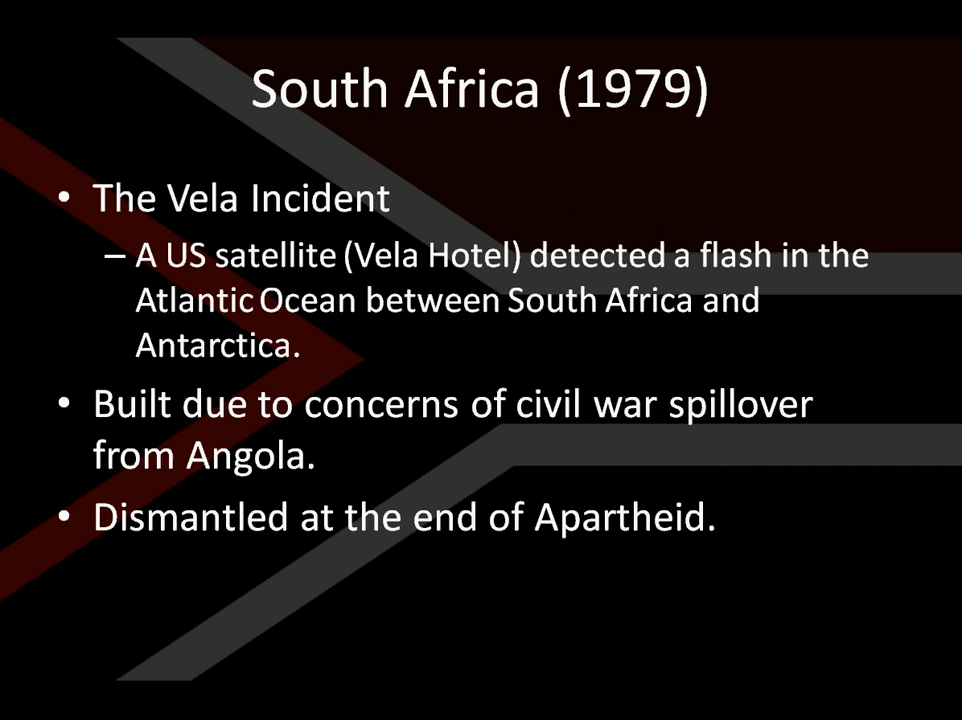 South Africa (1979)
• The Vela Incident
– A US satellite (Vela Hotel) detected a flash in the
Atlantic Ocean between South Africa and
Antarctica.
• Built due to concerns of civil war spillover
from Angola.
• Dismantled at the end of Apartheid.